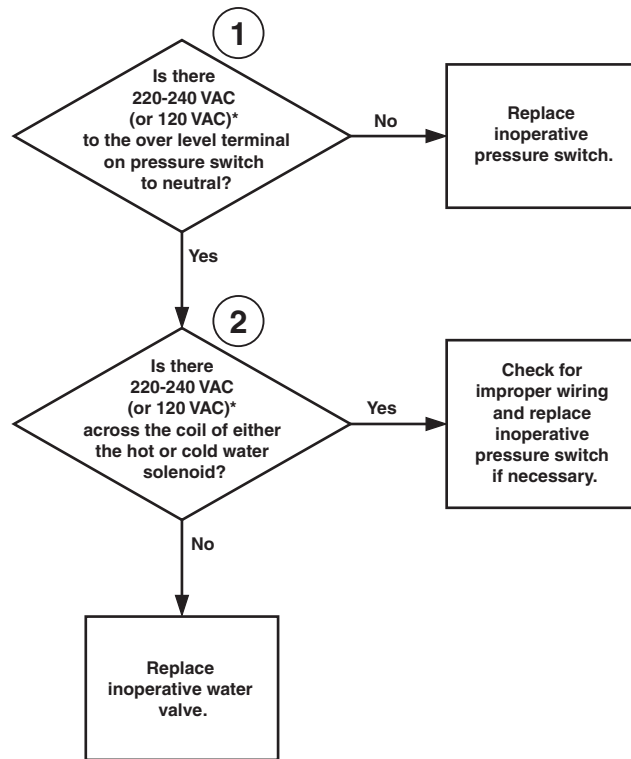 1
Is there
220-240 VAC
(or 120 VAC)*
to the over level terminal
on pressure switch
to neutral?
No
Replace
inoperative
pressure switch.
Yes
2
Is there
220-240 VAC
(or 120 VAC)*
across the coil of either
the hot or cold water
solenoid?
Yes
Check for
improper wiring
and replace
inoperative
pressure switch
if necessary.
No
Replace
inoperative water
valve.